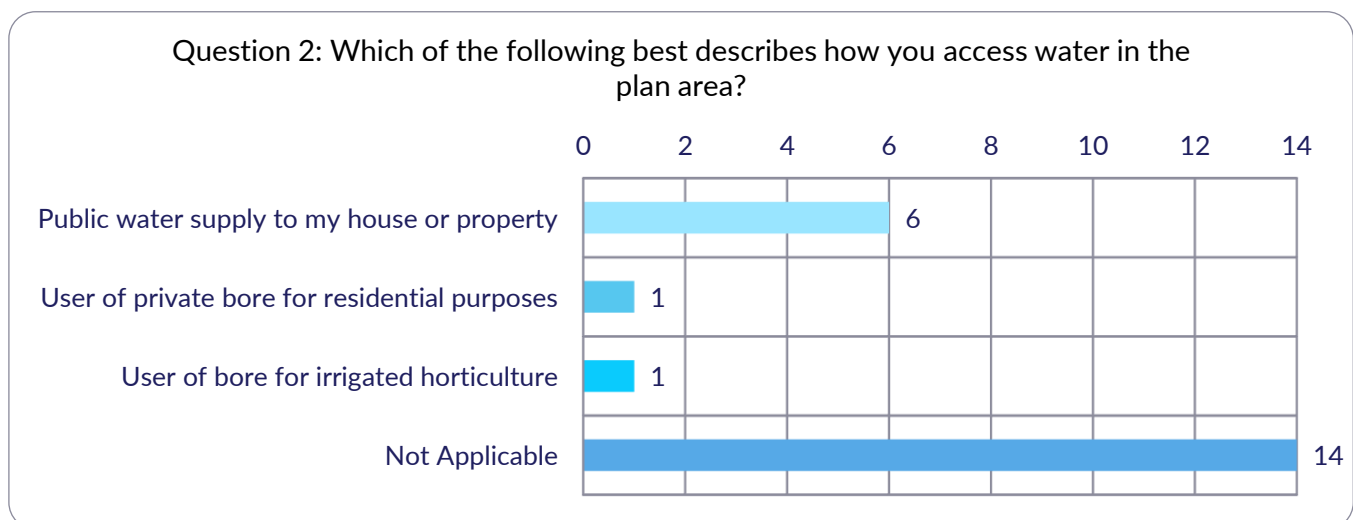 Question 2: Which of the following best describes how you access water in the
plan area?
0 2 4 6 8 10 12 14
Public water supply to my house or property 6
User of private bore for residential purposes 1
User of bore for irrigated horticulture 1
Not Applicable 14